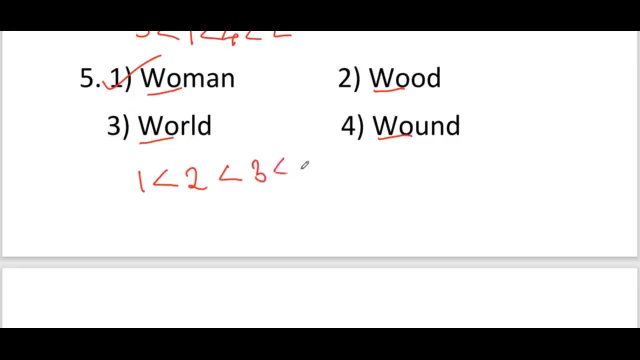 5. 1) Woman 2) Wood
3) World 4) Wound
1 < 2 < 3 <